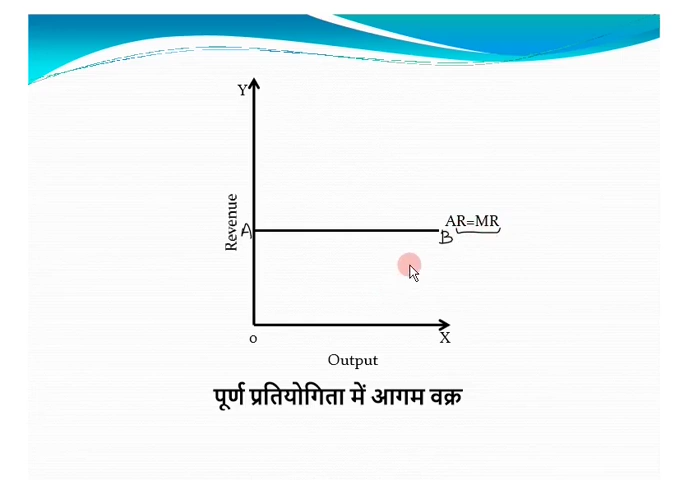 Y
Revenue
A
AR=MR
B
o
X
Output
पूर्ण प्रतियोगिता में आगम वक्र